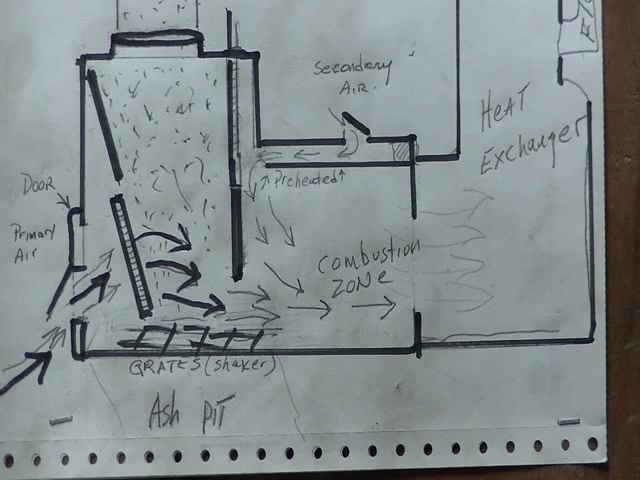 Secondary
AIR.
HEAT
Exchanger
DOOR
Primary
Air
↑Preheated↑
COMBUSTION
ZONE
GRATES (shaker)
Ash PIT